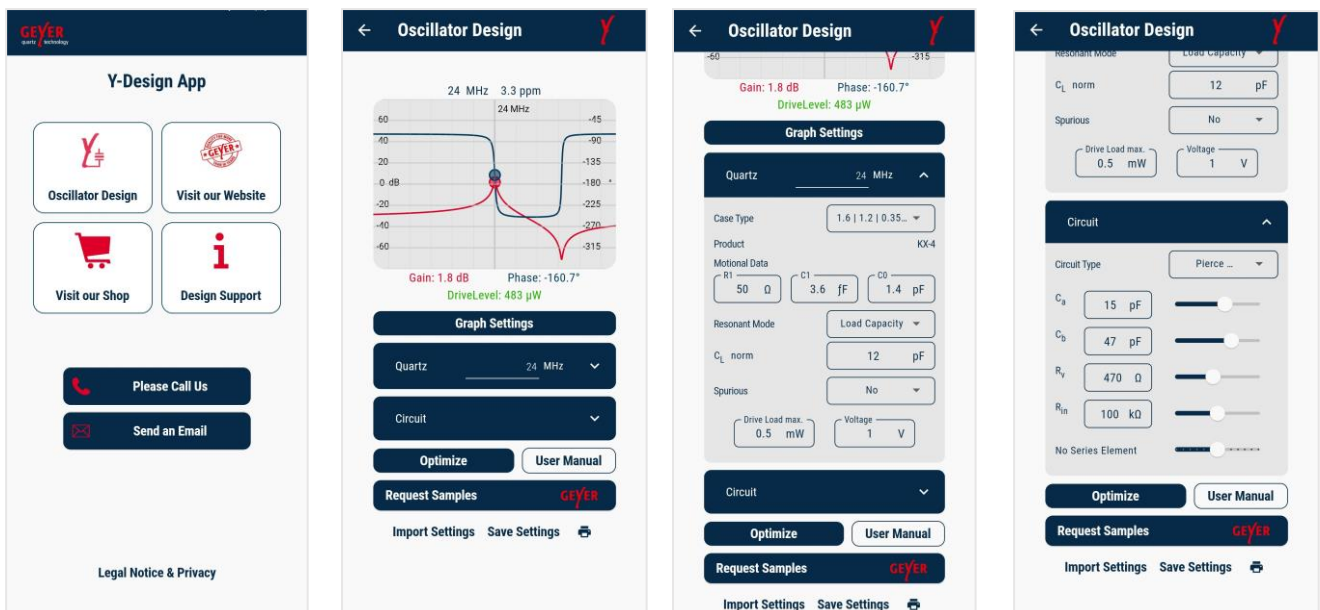 GEYER
quartz technology
Y-Design App
Oscillator Design
Visit our Website
Visit our Shop
Design Support
Please Call Us
Send an Email
Legal Notice & Privacy
Oscillator Design
24 MHz 3.3 ppm
24 MHz
60 -45
40 -90
20 -135
0 dB -180 °
-20 -225
-40 -270
-60 -315
Gain: 1.8 dB Phase: -160.7°
DriveLevel: 483 µW
Graph Settings
Quartz 24 MHz
Circuit
Optimize User Manual
Request Samples GEYER
Import Settings Save Settings
Oscillator Design
-60 -315
Gain: 1.8 dB Phase: -160.7°
DriveLevel: 483 µW
Graph Settings
Quartz 24 MHz
Case Type 1.6 | 1.2 | 0.35...
Product KX-4
Motional Data
R1 C1 C0
50 Ω 3.6 fF 1.4 pF
Resonant Mode Load Capacity
CL norm 12 pF
Spurious No
Drive Load max. Voltage
0.5 mW 1 V
Circuit
Optimize User Manual
Request Samples GEYER
Import Settings Save Settings
Oscillator Design
Resonant Mode Load Capacity
CL norm 12 pF
Spurious No
Drive Load max. Voltage
0.5 mW 1 V
Circuit
Circuit Type Pierce ...
Ca 15 pF
Cb 47 pF
Rv 470 Ω
Rin 100 kΩ
No Series Element
Optimize User Manual
Request Samples GEYER
Import Settings Save Settings